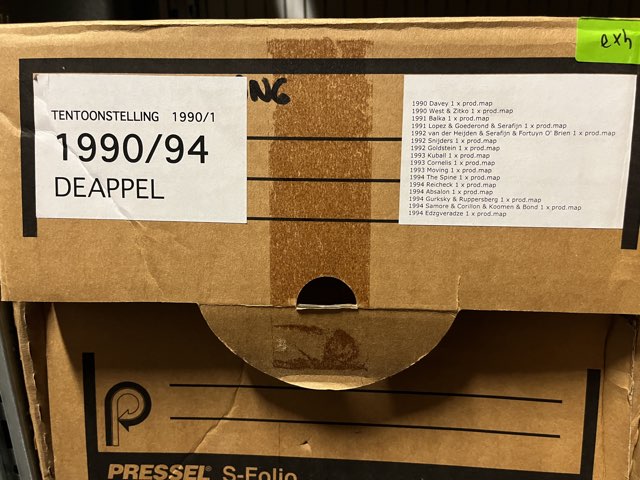 exh
NG
TENTOONSTELLING 1990/1
1990/94
DEAPPEL
1990 Davey 1 x prod.map
1990 West & Zitko 1 x prod.map
1991 Balka 1 x prod.map
1991 Lopez & Goederond & Serafijn 1 x prod.map
1992 van der Heijden & Serafijn & Fortuyn O' Brien 1 x prod.map
1992 Snijders 1 x prod.map
1992 Goldstein 1 x prod.map
1993 Kuball 1 x prod.map
1993 Cornelis 1 x prod.map
1993 Moving 1 x prod.map
1994 The Spine 1 x prod.map
1994 Reicheck 1 x prod.map
1994 Absalon 1 x prod.map
1994 Gurksky & Ruppersberg 1 x prod.map
1994 Samore & Corillon & Koomen & Bond 1 x prod.map
1994 Edzgveradze 1 x prod.map
PRESSEL® S-Folio